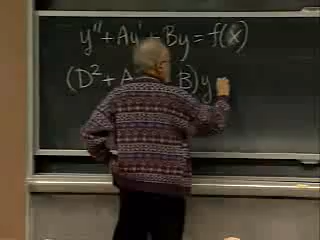 y'' + Ay' + By = f(x)
(D² + A B)y